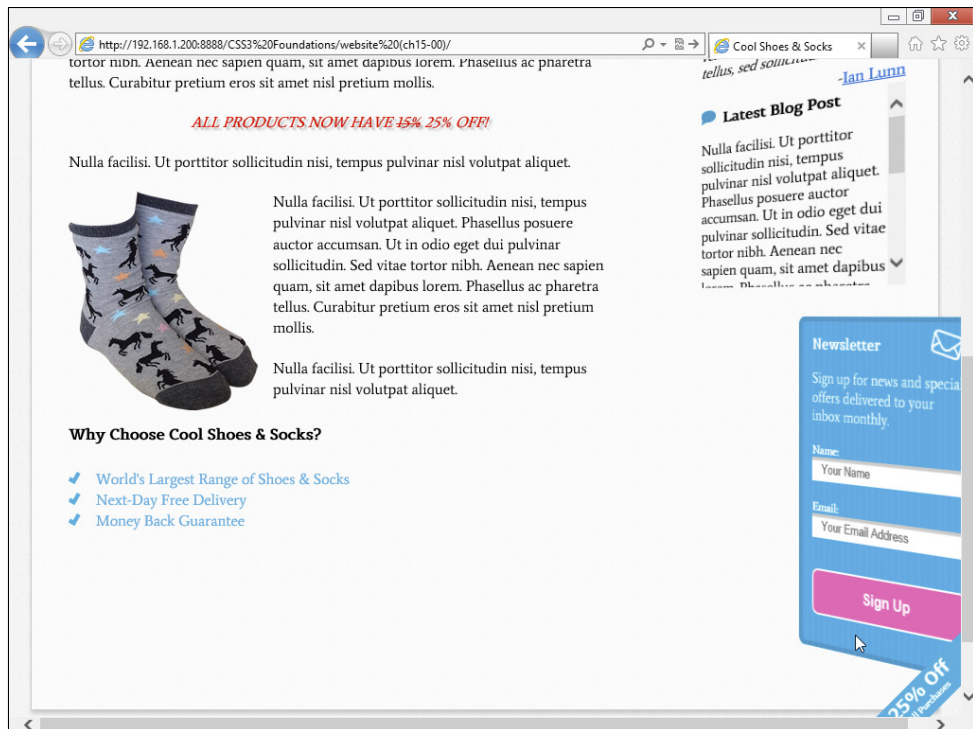 http://192.168.1.200:8888/CSS3%20Foundations/website%20(ch15-00)/
Cool Shoes & Socks
tortor nibh. Aenean nec sapien quam, sit amet dapibus lorem. Phasellus ac pharetra
tellus. Curabitur pretium eros sit amet nisl pretium mollis.
ALL PRODUCTS NOW HAVE 15% 25% OFF!
Nulla facilisi. Ut porttitor sollicitudin nisi, tempus pulvinar nisl volutpat aliquet.
Nulla facilisi. Ut porttitor sollicitudin nisi, tempus
pulvinar nisl volutpat aliquet. Phasellus posuere
auctor accumsan. Ut in odio eget dui pulvinar
sollicitudin. Sed vitae tortor nibh. Aenean nec sapien
quam, sit amet dapibus lorem. Phasellus ac pharetra
tellus. Curabitur pretium eros sit amet nisl pretium
mollis.
Nulla facilisi. Ut porttitor sollicitudin nisi, tempus
pulvinar nisl volutpat aliquet.
Why Choose Cool Shoes & Socks?
World's Largest Range of Shoes & Socks
Next-Day Free Delivery
Money Back Guarantee
tellus, sed
-Ian Lunn
Latest Blog Post
Nulla facilisi. Ut porttitor
sollicitudin nisi, tempus
pulvinar nisl volutpat aliquet.
Phasellus posuere auctor
accumsan. Ut in odio eget dui
pulvinar sollicitudin. Sed vitae
tortor nibh. Aenean nec
sapien quam, sit amet dapibus
lorem. Phasellus ac pharetra
Newsletter
Sign up for news and special
offers delivered to your
inbox monthly.
Name:
Your Name
Email:
Your Email Address
Sign Up
25% Off
Purchases